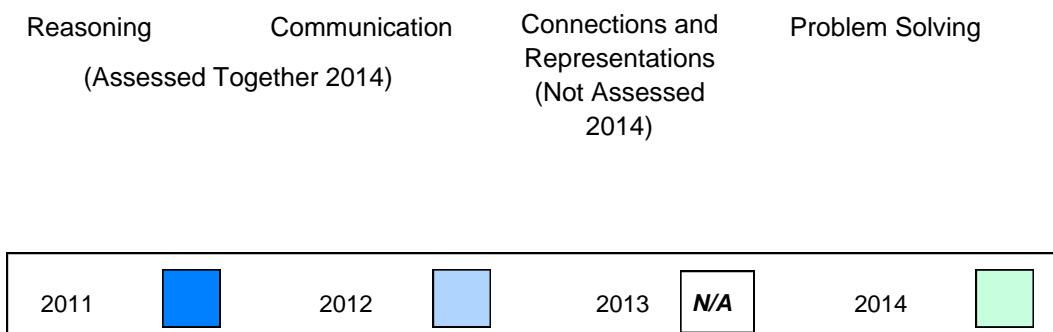 Reasoning Communication Connections and Representations (Not Assessed 2014) Problem Solving
(Assessed Together 2014)
2011 2012 2013 N/A 2014